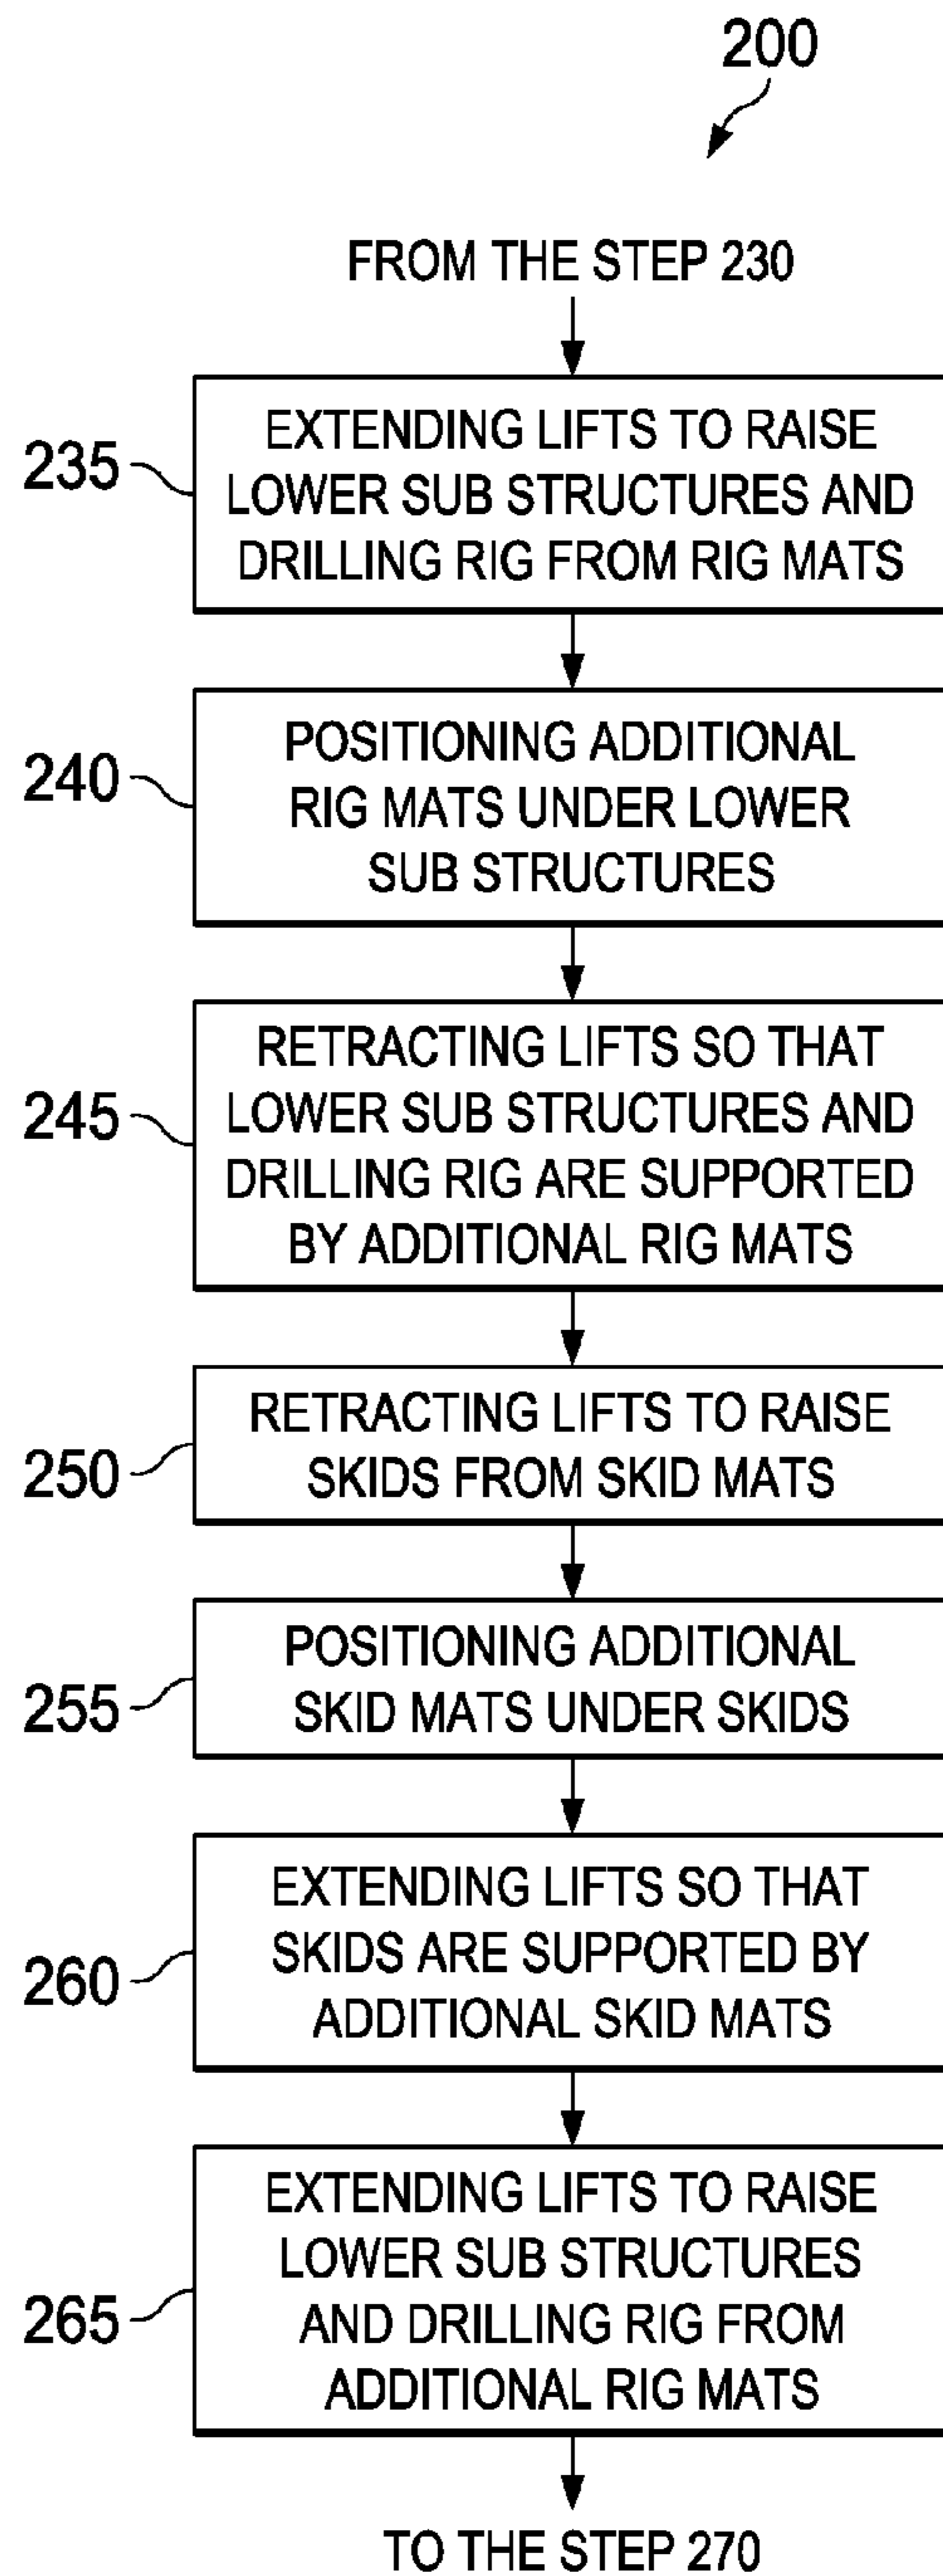 200
FROM THE STEP 230
235
EXTENDING LIFTS TO RAISE
LOWER SUB STRUCTURES AND
DRILLING RIG FROM RIG MATS
240
POSITIONING ADDITIONAL
RIG MATS UNDER LOWER
SUB STRUCTURES
245
RETRACTING LIFTS SO THAT
LOWER SUB STRUCTURES AND
DRILLING RIG ARE SUPPORTED
BY ADDITIONAL RIG MATS
250
RETRACTING LIFTS TO RAISE
SKIDS FROM SKID MATS
255
POSITIONING ADDITIONAL
SKID MATS UNDER SKIDS
260
EXTENDING LIFTS SO THAT
SKIDS ARE SUPPORTED BY
ADDITIONAL SKID MATS
265
EXTENDING LIFTS TO RAISE
LOWER SUB STRUCTURES
AND DRILLING RIG FROM
ADDITIONAL RIG MATS
TO THE STEP 270